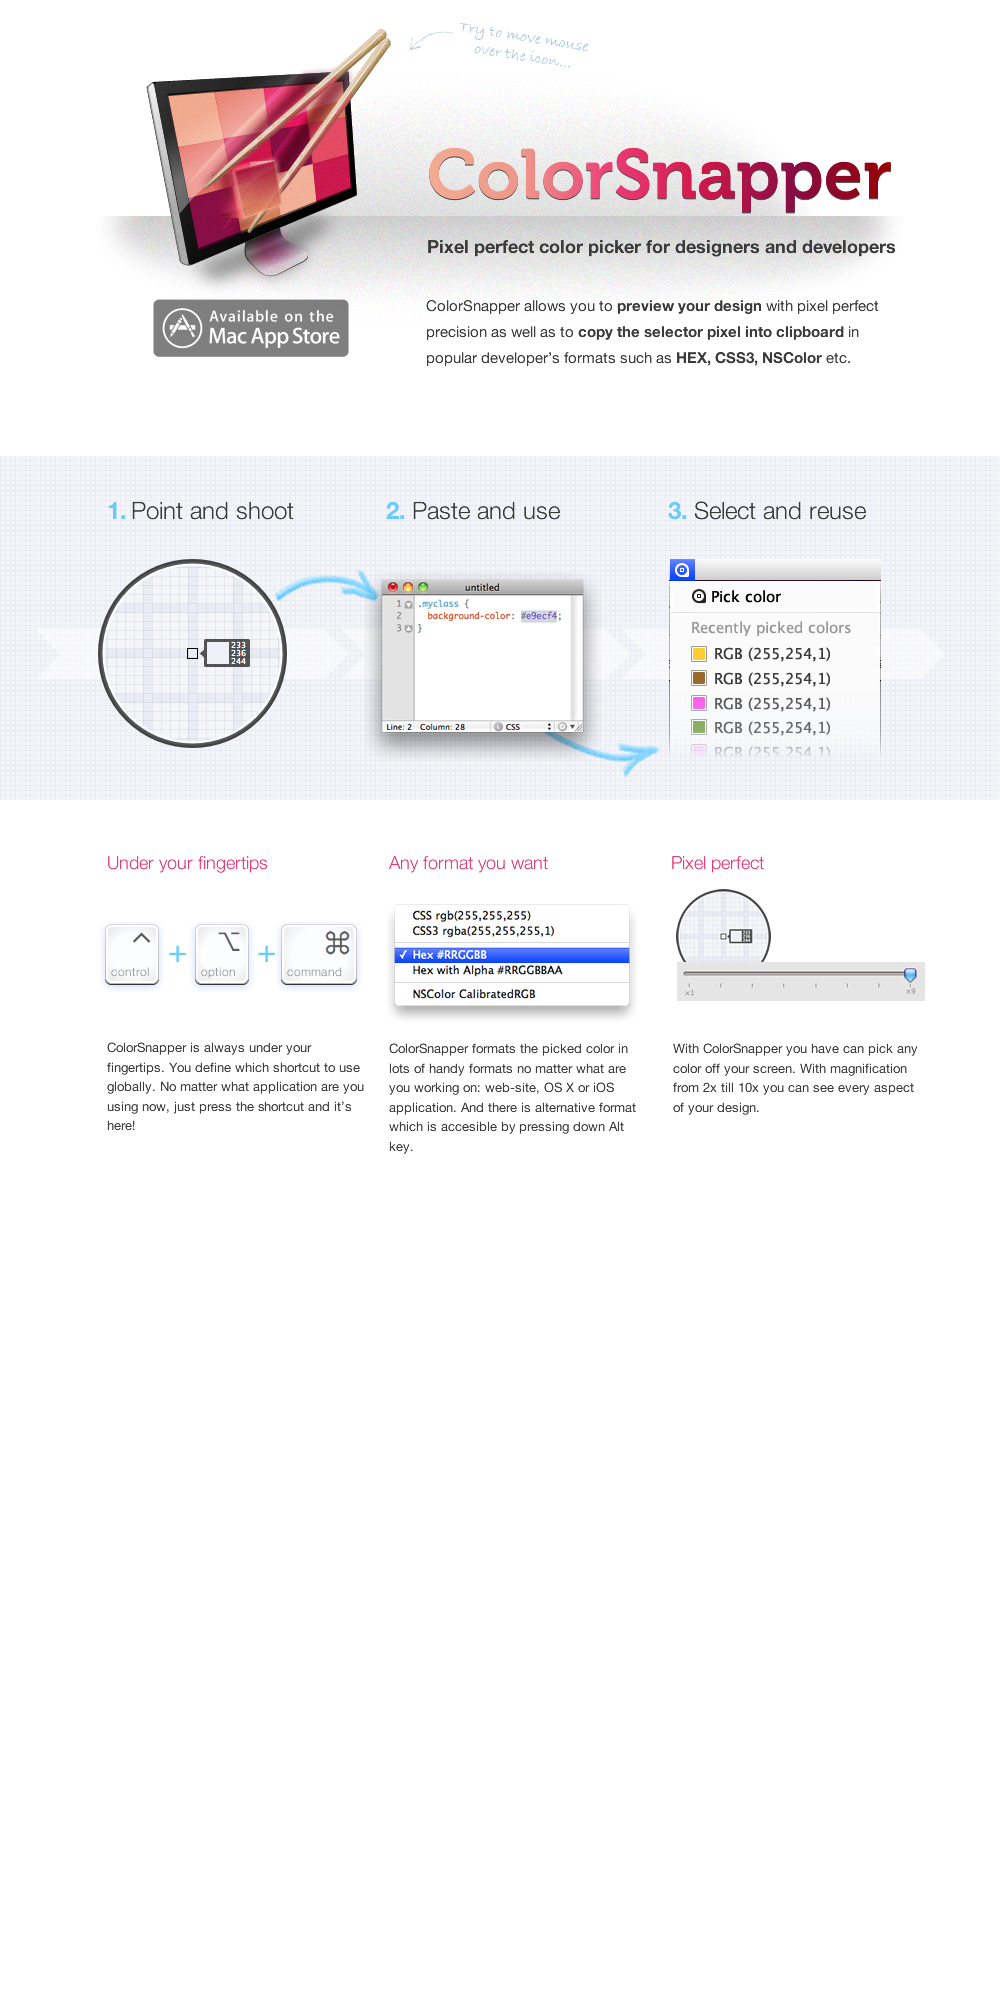 Try to move mouse
over the icon...
ColorSnapper
Pixel perfect color picker for designers and developers
Available on the
Mac App Store
ColorSnapper allows you to preview your design with pixel perfect
precision as well as to copy the selector pixel into clipboard in
popular developer's formats such as HEX, CSS3, NSColor etc.
1. Point and shoot
233
236
244
2. Paste and use
untitled
1 .myclass {
2 background-color: #e9ecf4;
3 }
Line: 2 Column: 28 CSS
3. Select and reuse
Pick color
Recently picked colors
RGB (255,254,1)
RGB (255,254,1)
RGB (255,254,1)
RGB (255,254,1)
RGB (255,254,1)
Under your fingertips
control + option + command
ColorSnapper is always under your
fingertips. You define which shortcut to use
globally. No matter what application are you
using now, just press the shortcut and it's
here!
Any format you want
CSS rgb(255,255,255)
CSS3 rgba(255,255,255,1)
✓ Hex #RRGGBB
Hex with Alpha #RRGGBBAA
NSColor CalibratedRGB
ColorSnapper formats the picked color in
lots of handy formats no matter what are
you working on: web-site, OS X or iOS
application. And there is alternative format
which is accesible by pressing down Alt
key.
Pixel perfect
x1 x9
With ColorSnapper you have can pick any
color off your screen. With magnification
from 2x till 10x you can see every aspect
of your design.